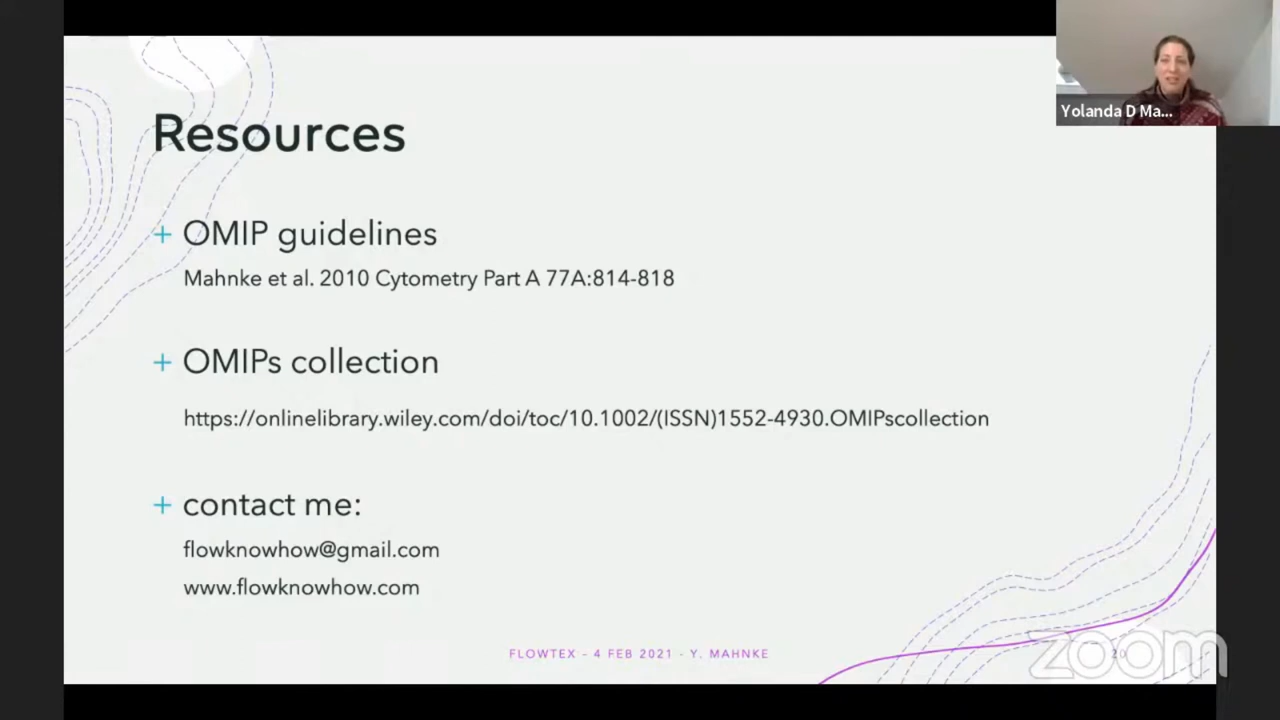 Yolanda D Ma...
Resources
+ OMIP guidelines
Mahnke et al. 2010 Cytometry Part A 77A:814-818
+ OMIPs collection
https://onlinelibrary.wiley.com/doi/toc/10.1002/(ISSN)1552-4930.OMIPscollection
+ contact me:
flowknowhow@gmail.com
www.flowknowhow.com
FLOWTEX - 4 FEB 2021 - Y. MAHNKE
20
zoom